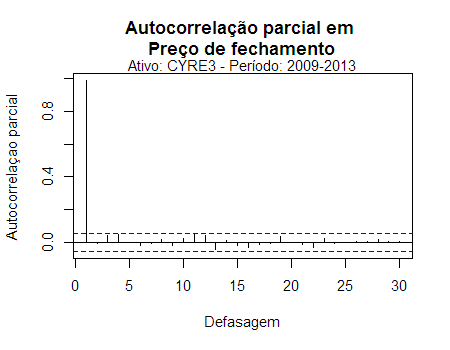 Autocorrelação parcial em
Preço de fechamento
Ativo: CYRE3 - Período: 2009-2013
Autocorrelaçao parcial
0.8
0.4
0.0
0 5 10 15 20 25 30
Defasagem